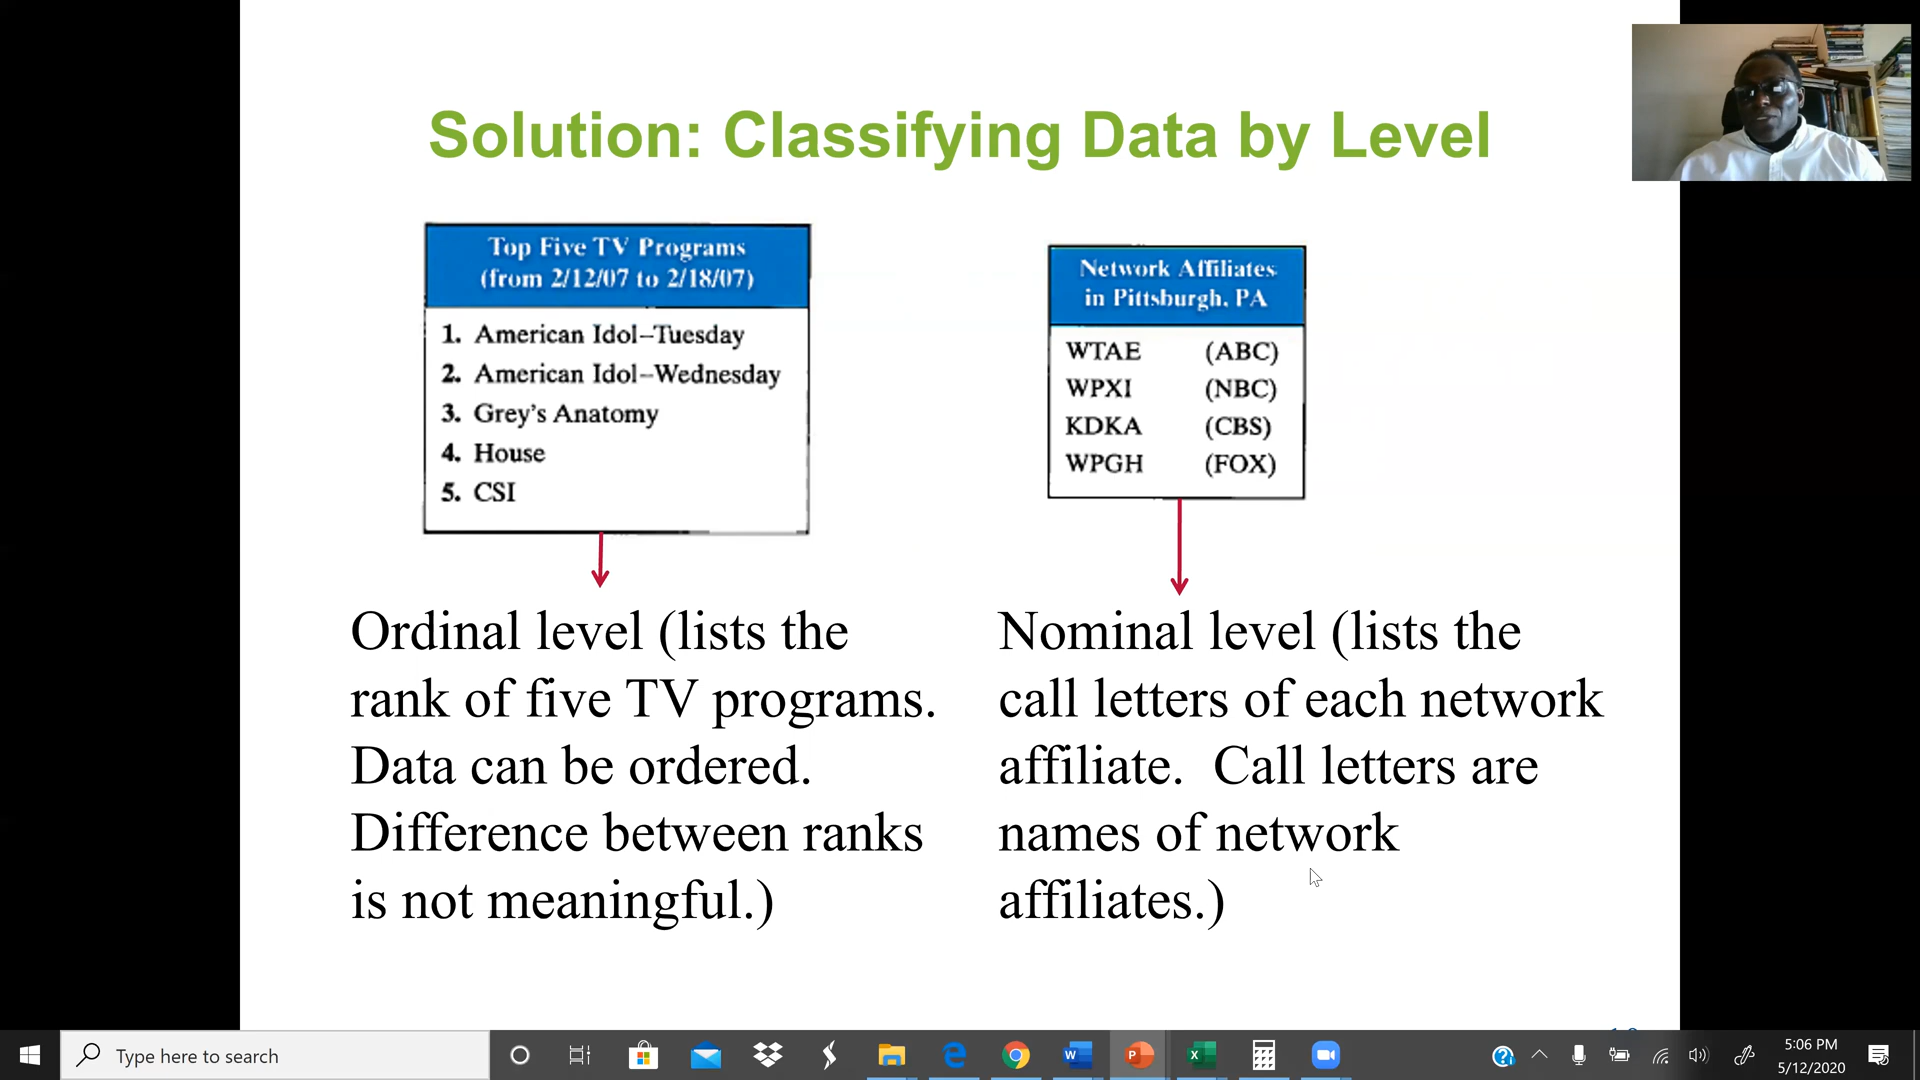 Solution: Classifying Data by Level
Top Five TV Programs
(from 2/12/07 to 2/18/07)
1. American Idol–Tuesday
2. American Idol–Wednesday
3. Grey's Anatomy
4. House
5. CSI
Network Affiliates
in Pittsburgh, PA
WTAE (ABC)
WPXI (NBC)
KDKA (CBS)
WPGH (FOX)
Ordinal level (lists the
rank of five TV programs.
Data can be ordered.
Difference between ranks
is not meaningful.)
Nominal level (lists the
call letters of each network
affiliate. Call letters are
names of network
affiliates.)
Type here to search
5:06 PM
5/12/2020